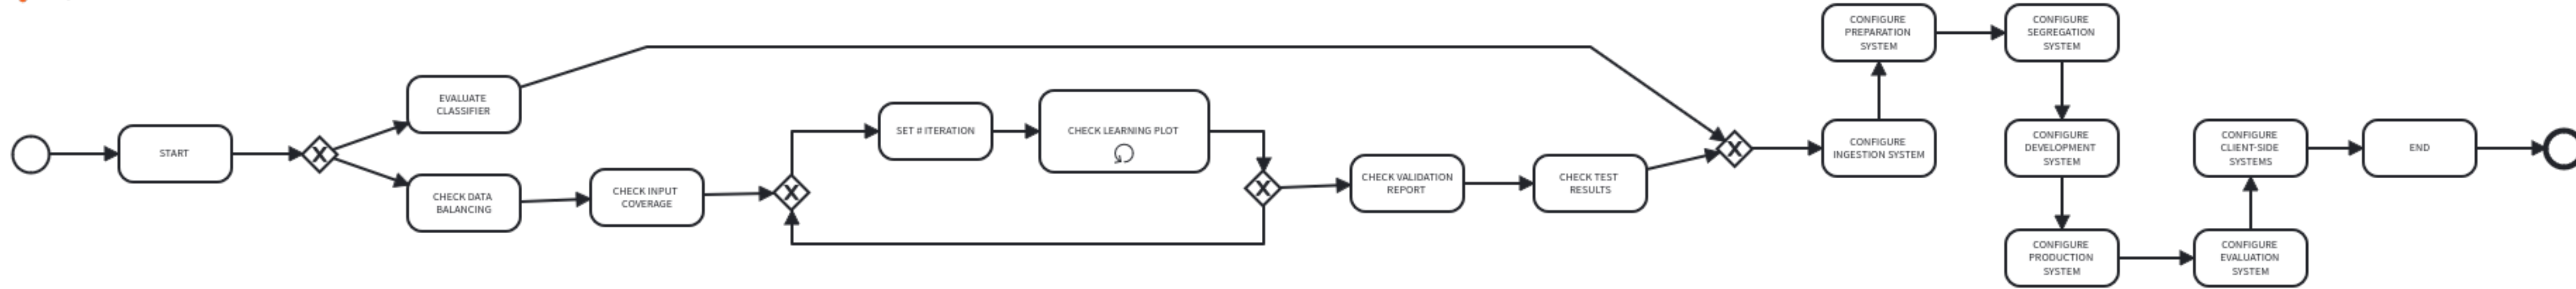 START
EVALUATE
CLASSIFIER
CHECK DATA
BALANCING
CHECK INPUT
COVERAGE
X
X
SET # ITERATION
CHECK LEARNING PLOT
X
CHECK VALIDATION
REPORT
CHECK TEST
RESULTS
X
CONFIGURE
INGESTION SYSTEM
CONFIGURE
PREPARATION
SYSTEM
CONFIGURE
SEGREGATION
SYSTEM
CONFIGURE
DEVELOPMENT
SYSTEM
CONFIGURE
PRODUCTION
SYSTEM
CONFIGURE
EVALUATION
SYSTEM
CONFIGURE
CLIENT-SIDE
SYSTEMS
END